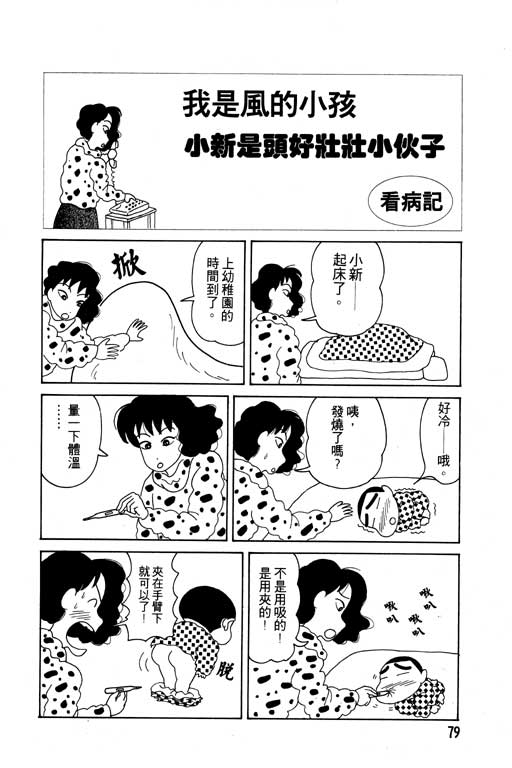 我是風的小孩
小新是頭好壯壯小伙子
看病記
小新——
起床了。
上幼稚園的
時間到了。
掀
好冷——哦。
咦，
發燒了嗎？
量一下體溫
……
啾叭
啾叭
啾叭
不是用吸的！
是用夾的！
夾在手臂下
就可以了！
脫
79